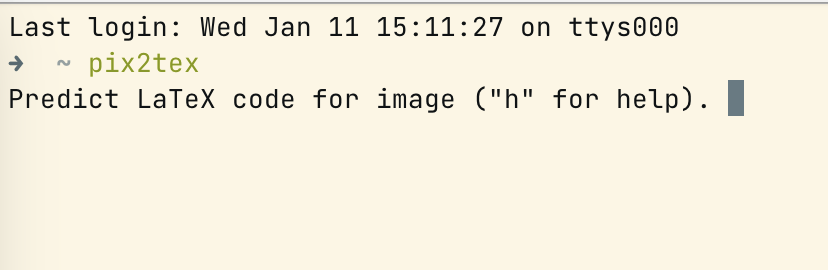 Last login: Wed Jan 11 15:11:27 on ttys000
➜  ~ pix2tex
Predict LaTeX code for image ("h" for help).